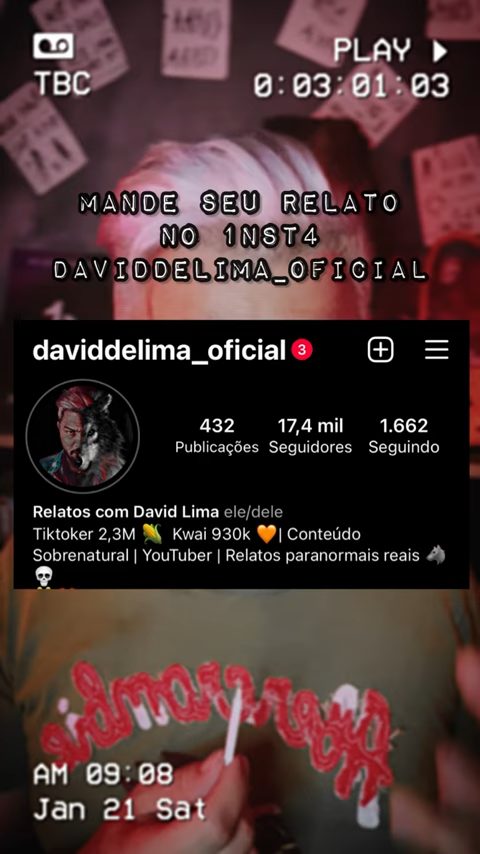 PLAY
TBC
0:03:01:03
MANDE SEU RELATO
NO 1NST4
DAVIDDELIMA_OFICIAL
daviddelima_oficial 3
432 17,4 mil 1.662
Publicações Seguidores Seguindo
Relatos com David Lima ele/dele
Tiktoker 2,3M 🌽 Kwai 930k 🧡| Conteúdo
Sobrenatural | YouTuber | Relatos paranormais reais 🐴
💀
AM 09:08
Jan 21 Sat